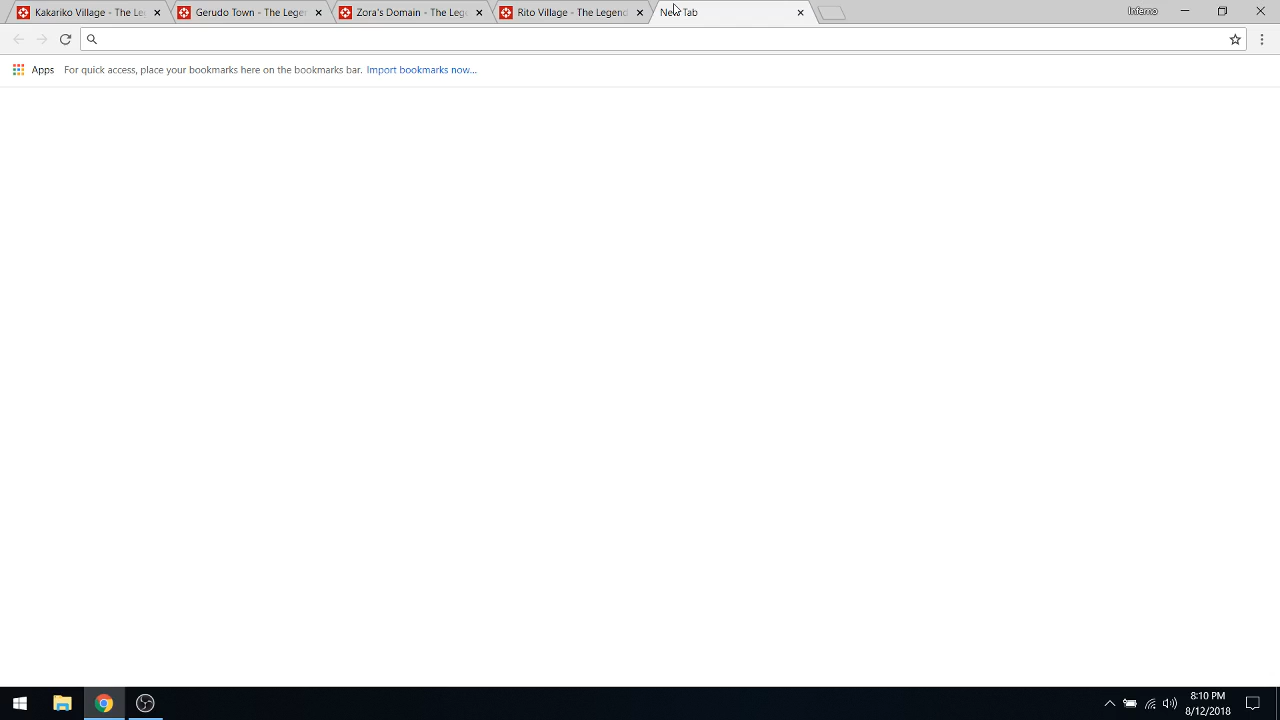 Kakariko Village - The Le
Gerudo Town - The Legen
Zora's Domain - The Leg
Rito Village - The Legend
New Tab
Inferno
Apps
For quick access, place your bookmarks here on the bookmarks bar. Import bookmarks now...
8:10 PM
8/12/2018